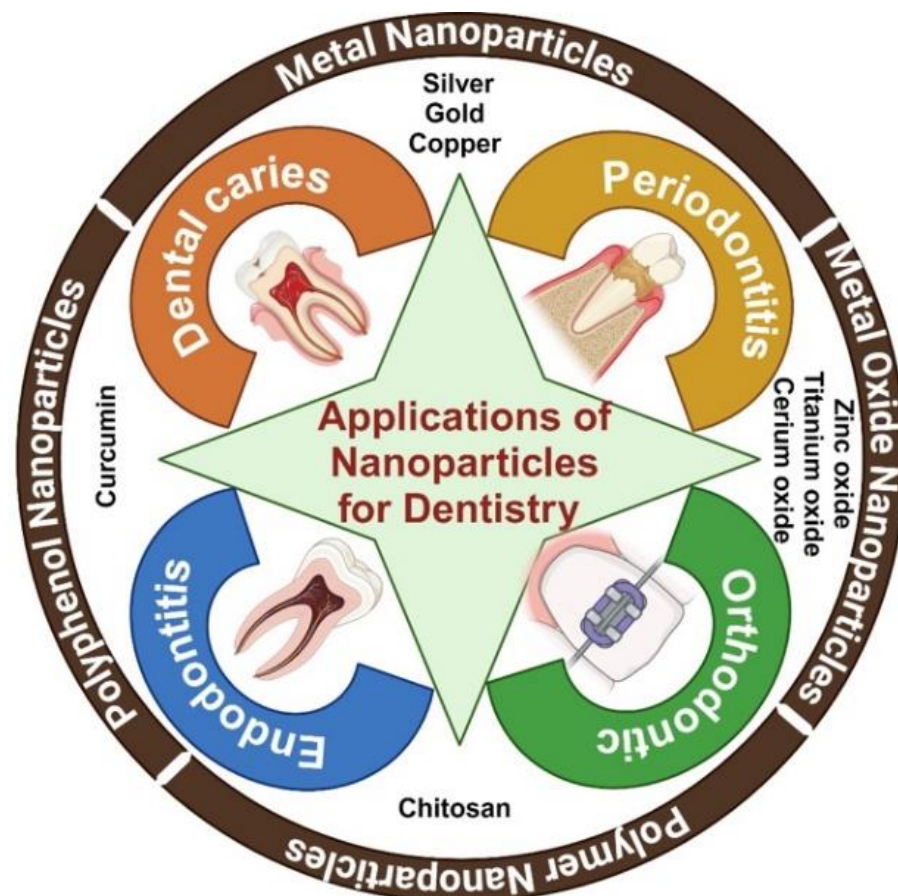 Metal Nanoparticles
Silver
Gold
Copper
Dental caries
Periodontitis
Metal Oxide Nanoparticles
Zinc oxide
Titanium oxide
Cerium oxide
Polyphenol Nanoparticles
Curcumin
Applications of
Nanoparticles
for Dentistry
Endodontitis
Orthodontic
Chitosan
Polymer Nanoparticles